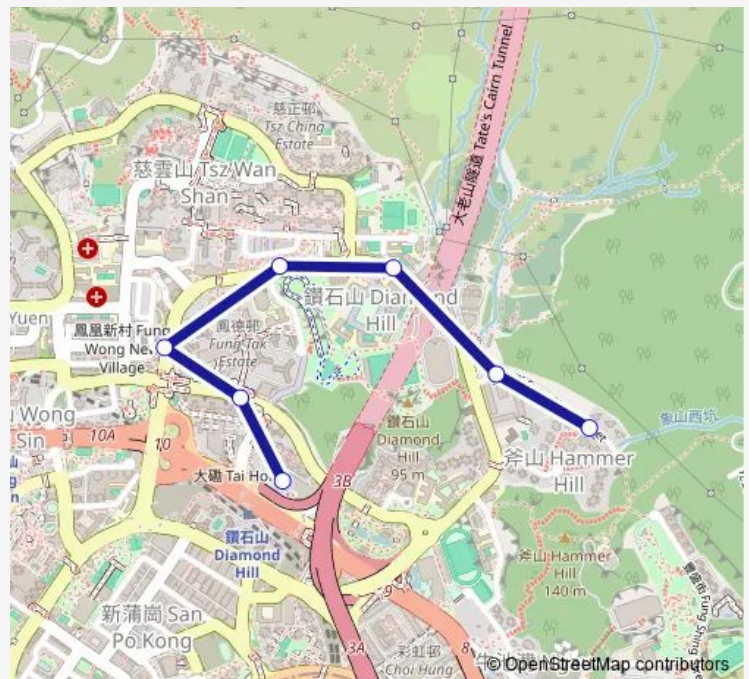 慈正邨
Tsz Ching
Estate
慈雲山 Tsz Wan
Shan
大老山隧道 Tate's Cairn Tunnel
鑽石山 Diamond
Hill
Yuen
鳳凰新村 Fung
Wong New
Village
鳳德邨
Fung Tak
Estate
鑽石山
Diamond
Hill
95 m
Wong
Sin
10A
10
大磡 Tai Ho
3B
象山西坑
斧山 Hammer
Hill
鑽石山
Diamond
Hill
斧山 Hammer
Hill
140 m
9
新蒲崗 San
Po Kong
3A
彩虹邨
Choi Hung
8
© OpenStreetMap contributors